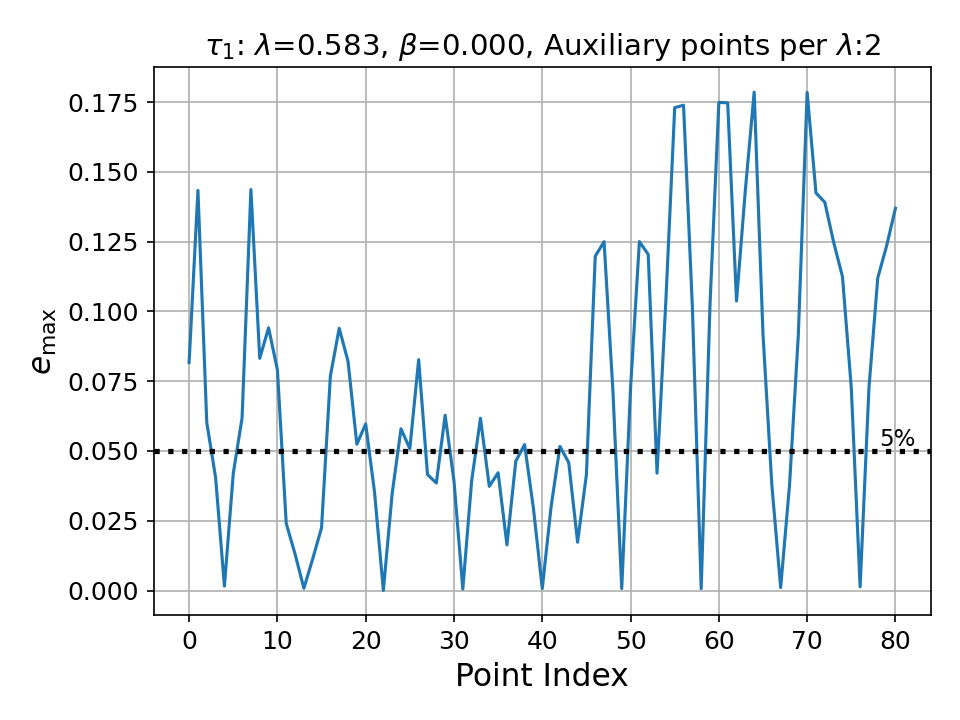 τ₁: λ=0.583, β=0.000, Auxiliary points per λ:2
0.175
0.150
0.125
0.100
0.075
0.050
0.025
0.000
e_max
5%
0 10 20 30 40 50 60 70 80
Point Index